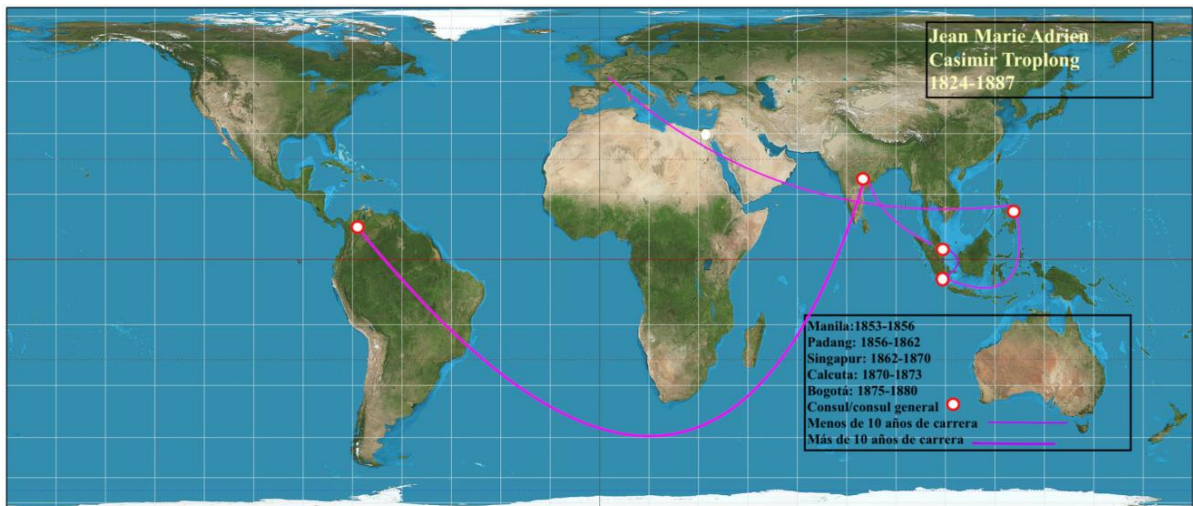 Jean Marie Adrien
Casimir Troplong
1824-1887
Manila:1853-1856
Padang: 1856-1862
Singapur: 1862-1870
Calcuta: 1870-1873
Bogotá: 1875-1880
Consul/consul general
Menos de 10 años de carrera
Más de 10 años de carrera